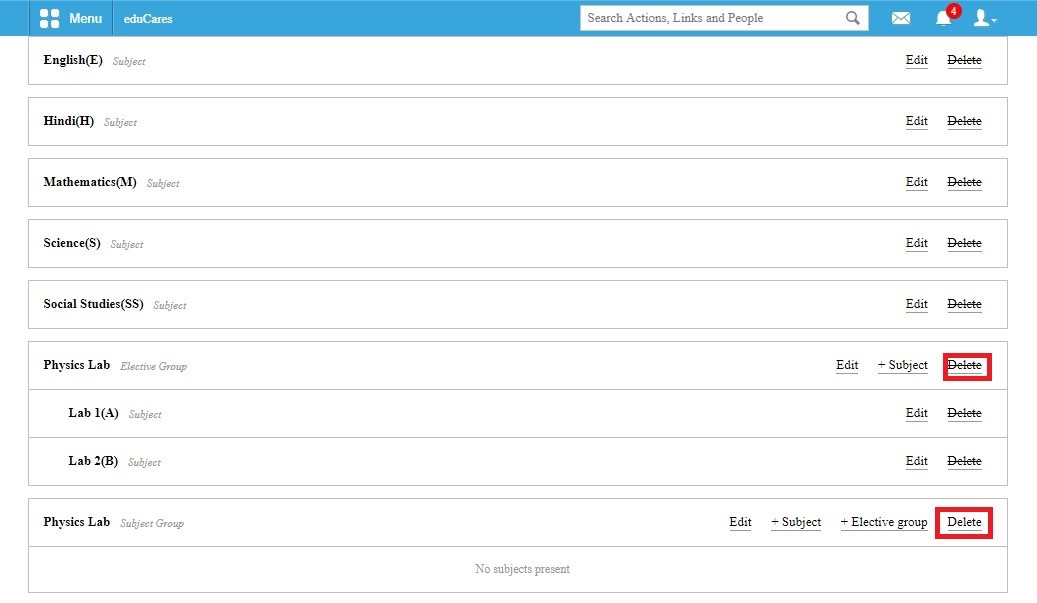 Menu eduCares Search Actions, Links and People 4
English(E) Subject Edit Delete
Hindi(H) Subject Edit Delete
Mathematics(M) Subject Edit Delete
Science(S) Subject Edit Delete
Social Studies(SS) Subject Edit Delete
Physics Lab Elective Group Edit + Subject Delete
Lab 1(A) Subject Edit Delete
Lab 2(B) Subject Edit Delete
Physics Lab Subject Group Edit + Subject + Elective group Delete
No subjects present